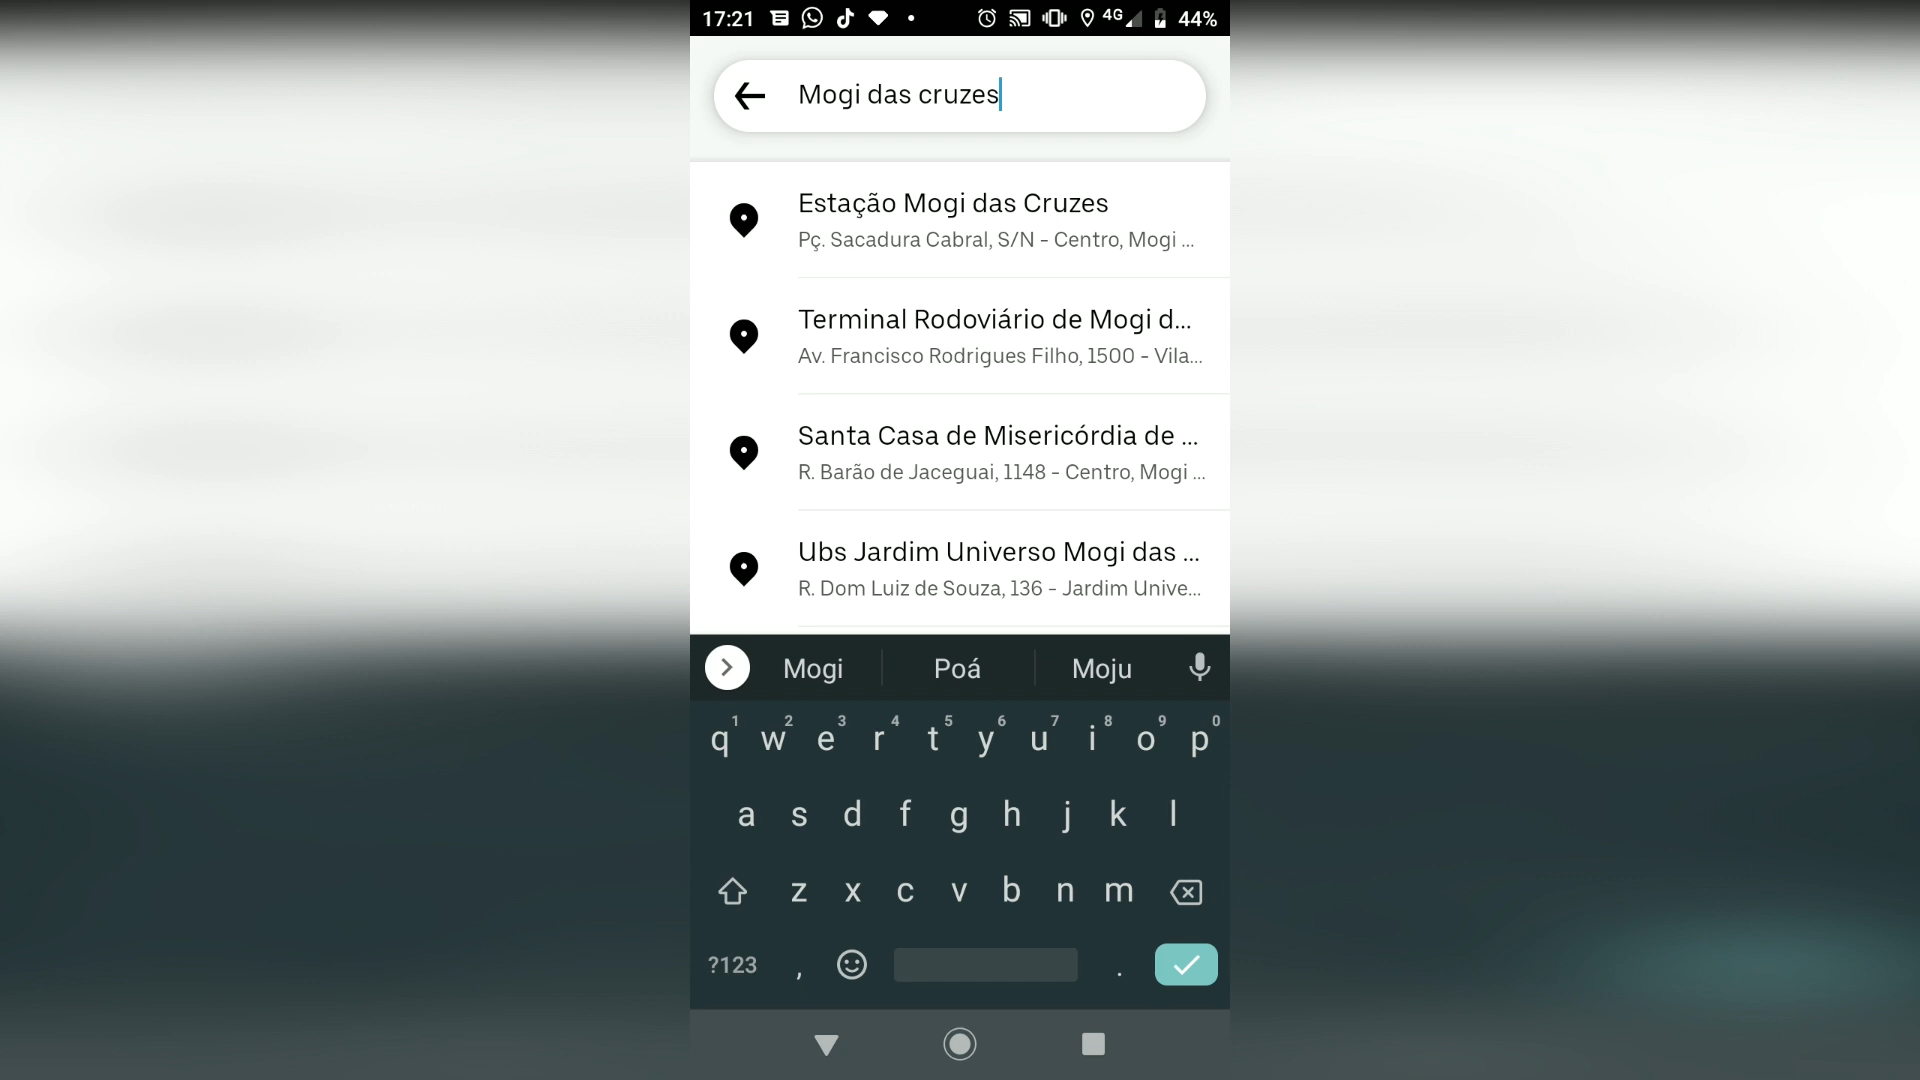 17:21 4G 44%
Mogi das cruzes
Estação Mogi das Cruzes
Pç. Sacadura Cabral, S/N - Centro, Mogi ...
Terminal Rodoviário de Mogi d...
Av. Francisco Rodrigues Filho, 1500 - Vila...
Santa Casa de Misericórdia de ...
R. Barão de Jaceguai, 1148 - Centro, Mogi ...
Ubs Jardim Universo Mogi das ...
R. Dom Luiz de Souza, 136 - Jardim Unive...
Mogi Poá Moju
1 2 3 4 5 6 7 8 9 0
q w e r t y u i o p
a s d f g h j k l
z x c v b n m
?123 , .